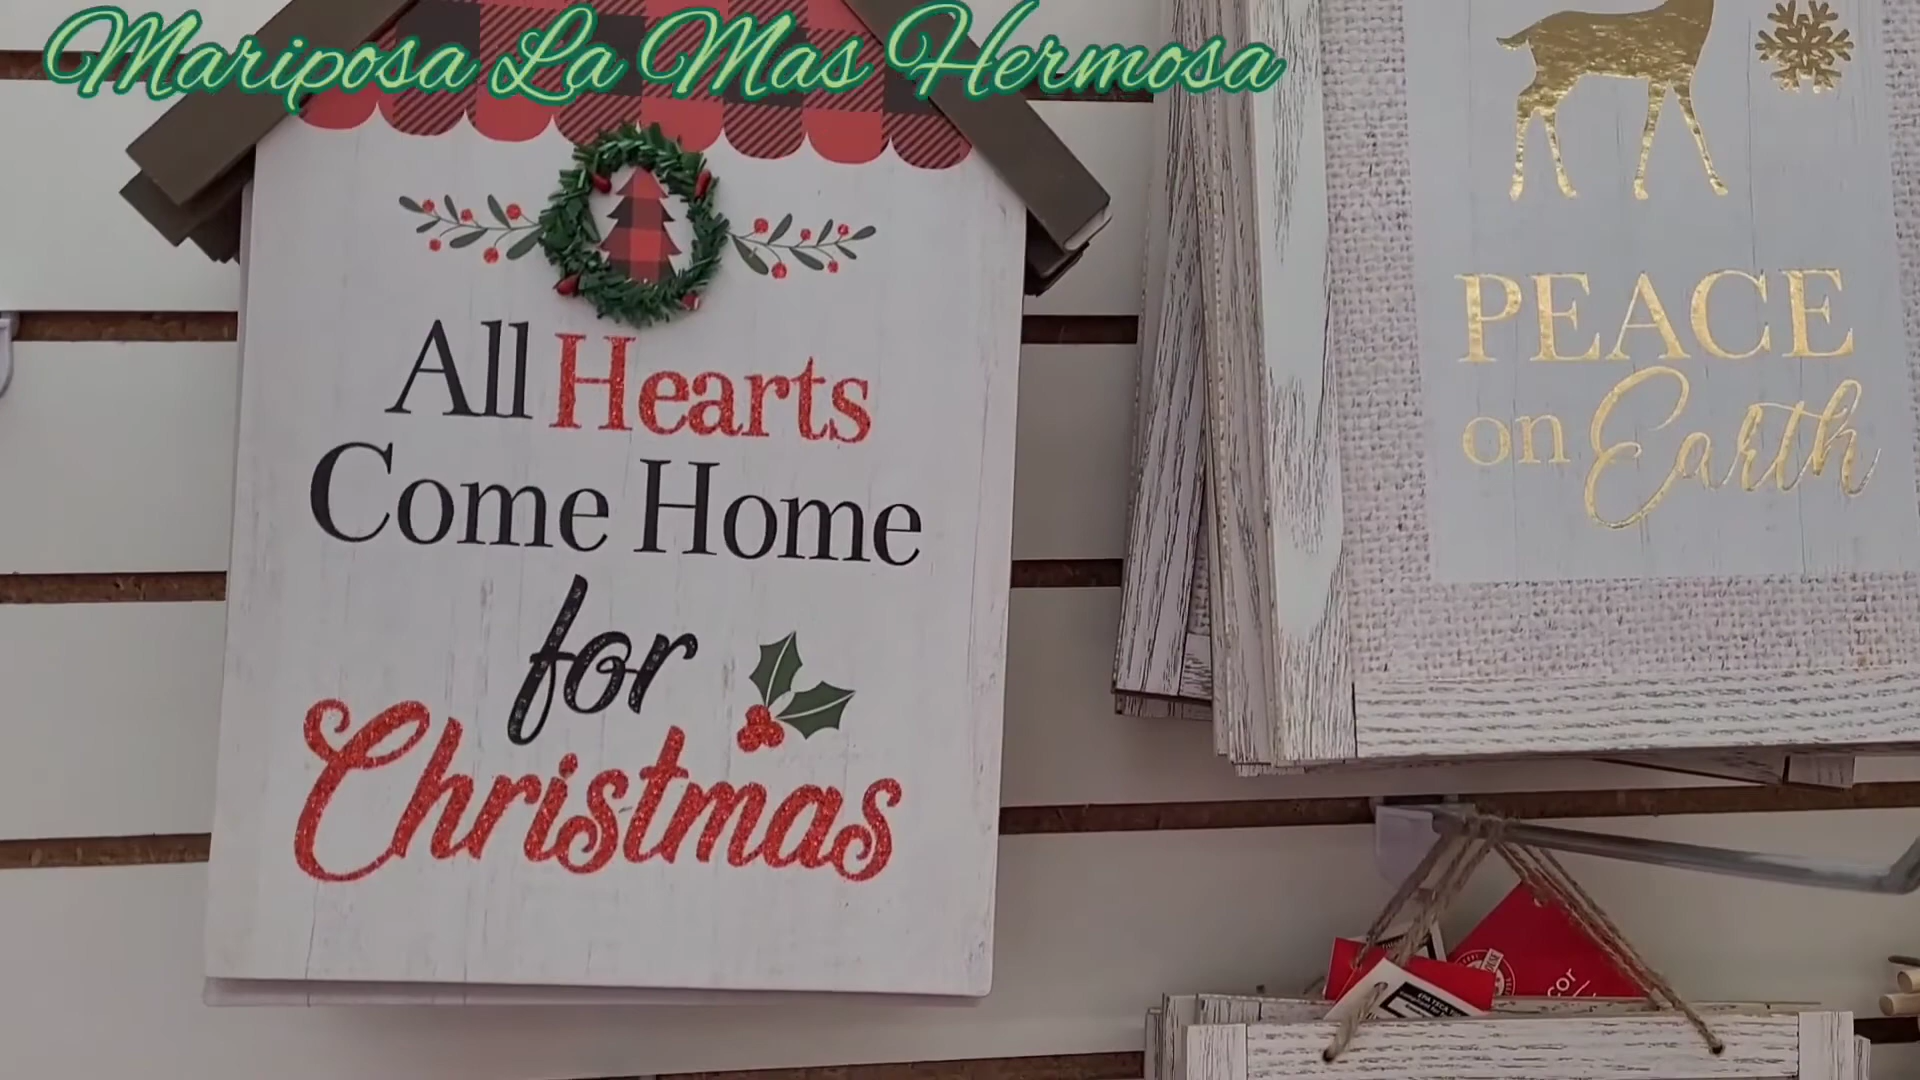 Mariposa La Mas Hermosa
All Hearts
Come Home
for
Christmas
PEACE
on Earth